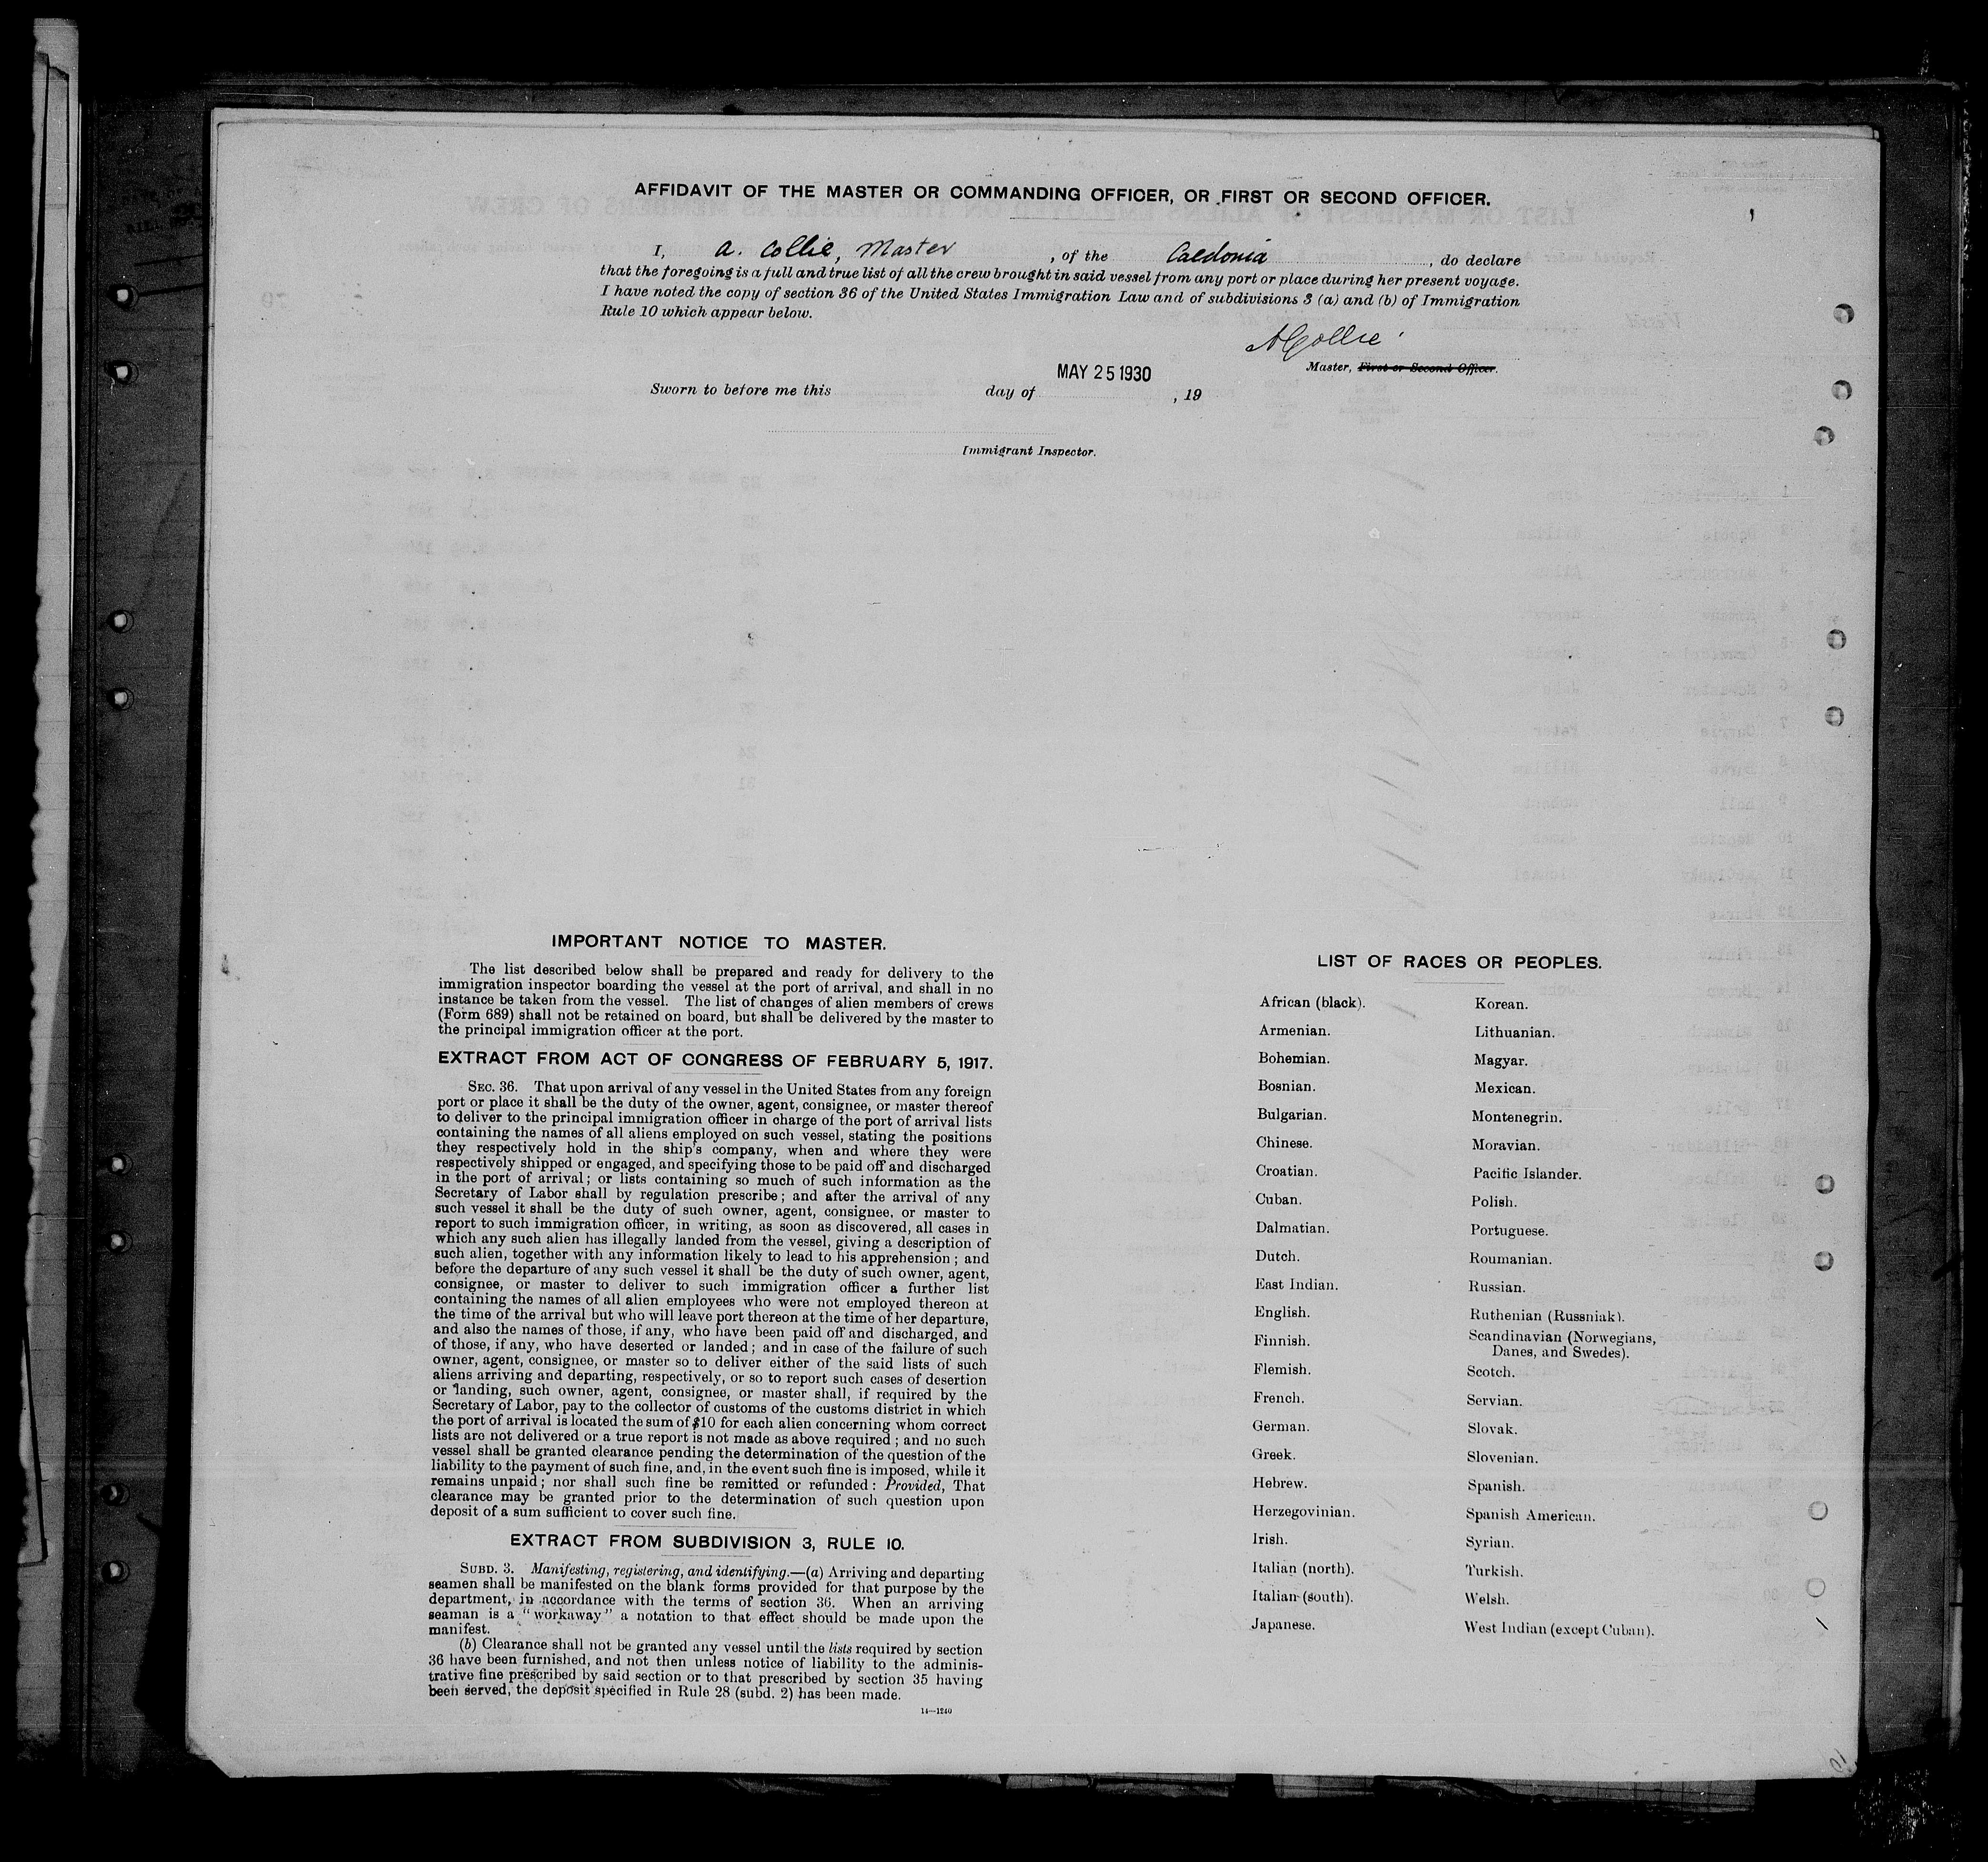 AFFIDAVIT OF THE MASTER OR COMMANDING OFFICER, OR FIRST OR SECOND OFFICER.
I, A. Collie, Master , of the Caledonia , do declare
that the foregoing is a full and true list of all the crew brought in said vessel from any port or place during her present voyage.
I have noted the copy of section 36 of the United States Immigration Law and of subdivisions 3 (a) and (b) of Immigration
Rule 10 which appear below.
A Collie
Master, First or Second Officer.
MAY 25 1930
Sworn to before me this day of , 19
Immigrant Inspector.
IMPORTANT NOTICE TO MASTER.
The list described below shall be prepared and ready for delivery to the
immigration inspector boarding the vessel at the port of arrival, and shall in no
instance be taken from the vessel. The list of changes of alien members of crews
(Form 689) shall not be retained on board, but shall be delivered by the master to
the principal immigration officer at the port.
EXTRACT FROM ACT OF CONGRESS OF FEBRUARY 5, 1917.
SEC. 36. That upon arrival of any vessel in the United States from any foreign
port or place it shall be the duty of the owner, agent, consignee, or master thereof
to deliver to the principal immigration officer in charge of the port of arrival lists
containing the names of all aliens employed on such vessel, stating the positions
they respectively hold in the ship's company, when and where they were
respectively shipped or engaged, and specifying those to be paid off and discharged
in the port of arrival; or lists containing so much of such information as the
Secretary of Labor shall by regulation prescribe; and after the arrival of any
such vessel it shall be the duty of such owner, agent, consignee, or master to
report to such immigration officer, in writing, as soon as discovered, all cases in
which any such alien has illegally landed from the vessel, giving a description of
such alien, together with any information likely to lead to his apprehension; and
before the departure of any such vessel it shall be the duty of such owner, agent,
consignee, or master to deliver to such immigration officer a further list
containing the names of all alien employees who were not employed thereon at
the time of the arrival but who will leave port thereon at the time of her departure,
and also the names of those, if any, who have been paid off and discharged, and
of those, if any, who have deserted or landed; and in case of the failure of such
owner, agent, consignee, or master so to deliver either of the said lists of such
aliens arriving and departing, respectively, or so to report such cases of desertion
or landing, such owner, agent, consignee, or master shall, if required by the
Secretary of Labor, pay to the collector of customs of the customs district in which
the port of arrival is located the sum of $10 for each alien concerning whom correct
lists are not delivered or a true report is not made as above required; and no such
vessel shall be granted clearance pending the determination of the question of the
liability to the payment of such fine, and, in the event such fine is imposed, while it
remains unpaid; nor shall such fine be remitted or refunded: Provided, That
clearance may be granted prior to the determination of such question upon
deposit of a sum sufficient to cover such fine.
EXTRACT FROM SUBDIVISION 3, RULE 10.
SUBD. 3. Manifesting, registering, and identifying.—(a) Arriving and departing
seamen shall be manifested on the blank forms provided for that purpose by the
department, in accordance with the terms of section 36. When an arriving
seaman is a "workaway" a notation to that effect should be made upon the
manifest.
(b) Clearance shall not be granted any vessel until the lists required by section
36 have been furnished, and not then unless notice of liability to the adminis-
trative fine prescribed by said section or to that prescribed by section 35 having
been served, the deposit specified in Rule 28 (subd. 2) has been made.
14—1240
LIST OF RACES OR PEOPLES.
African (black).
Armenian.
Bohemian.
Bosnian.
Bulgarian.
Chinese.
Croatian.
Cuban.
Dalmatian.
Dutch.
East Indian.
English.
Finnish.
Flemish.
French.
German.
Greek.
Hebrew.
Herzegovinian.
Irish.
Italian (north).
Italian (south).
Japanese.
Korean.
Lithuanian.
Magyar.
Mexican.
Montenegrin.
Moravian.
Pacific Islander.
Polish.
Portuguese.
Roumanian.
Russian.
Ruthenian (Russniak).
Scandinavian (Norwegians,
Danes, and Swedes).
Scotch.
Servian.
Slovak.
Slovenian.
Spanish.
Spanish American.
Syrian.
Turkish.
Welsh.
West Indian (except Cuban).